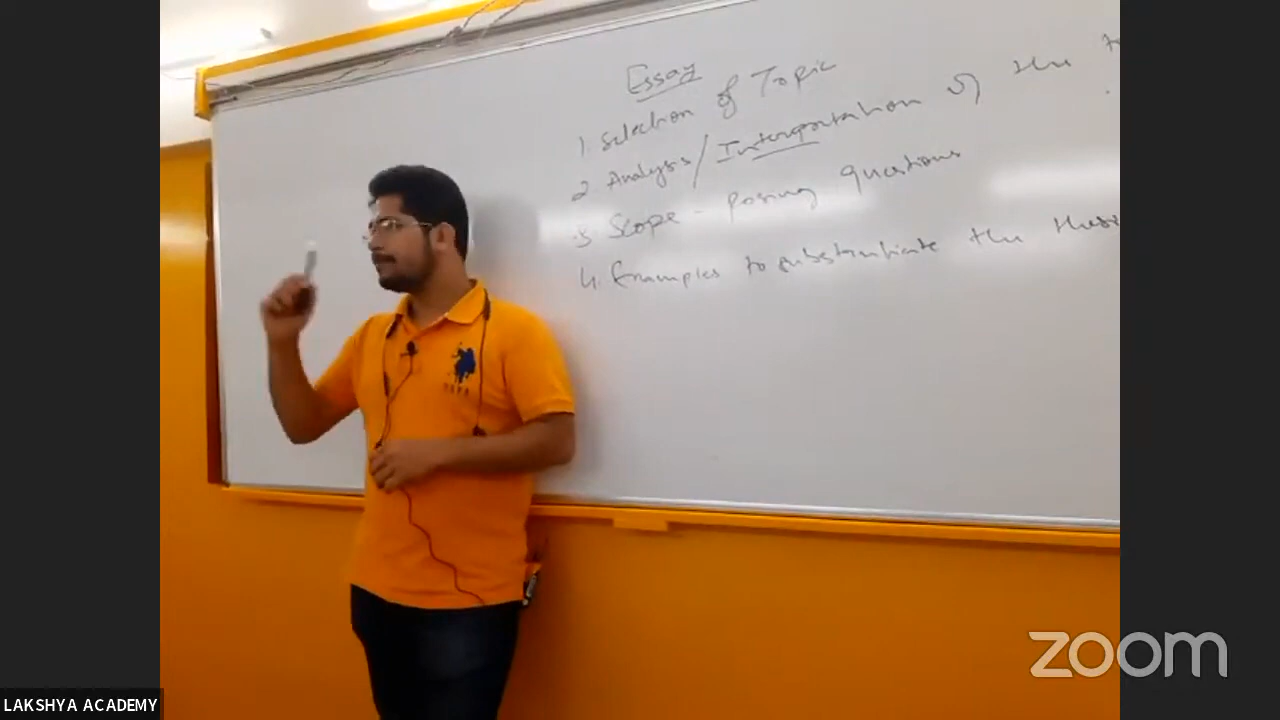 Essay
1. Selection of Topic
2. Analysis / Interpretation of the
3. Scope - Posing Questions
4. Examples to substantiate the
zoom
LAKSHYA ACADEMY